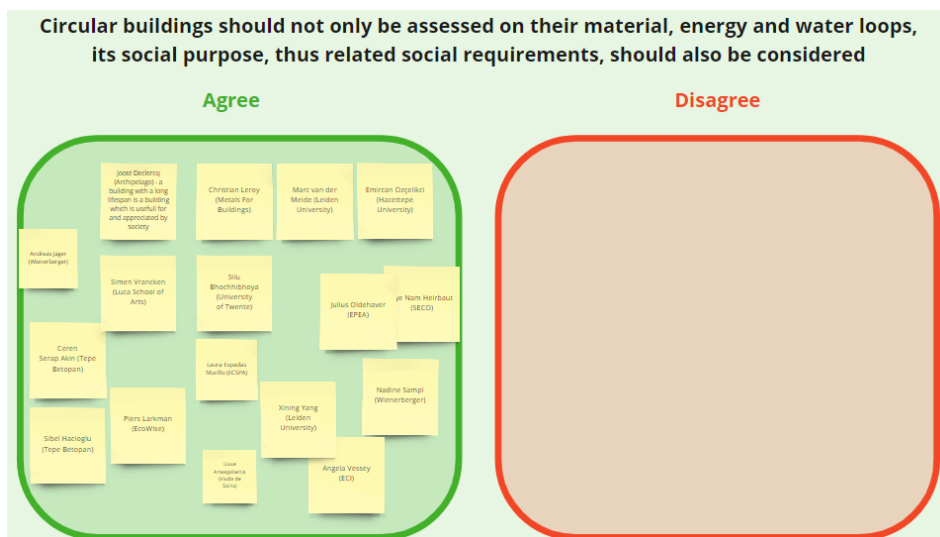 Circular buildings should not only be assessed on their material, energy and water loops,
its social purpose, thus related social requirements, should also be considered
Agree
Disagree
Joost Declercq
(Archipelago) - a
building with a long
lifespan is a building
which is usefull for
and appreciated by
society
Christian Leroy
(Metals For
Buildings)
Marc van der
Meide (Leiden
University)
Emircan Ozçelikci
(Hacettepe
University)
Andreas Jäger
(Wienerberger)
Simen Vrancken
(Luca School of
Arts)
Silu
Bhochhibhoya
(University
of Twente)
Julius Oldehaver
(EPEA)
ye Nam Heirbaut
(SECO)
Ceren
Serap Akin (Tepe
Betopan)
Laura Espadas
Murillo
Nadine Sampl
(Wienerberger)
Piers Larkman
(EcoWise)
Xining Yang
(Leiden
University)
Sibel Hacioglu
(Tepe Betopan)
Angela Vessey
(ECI)